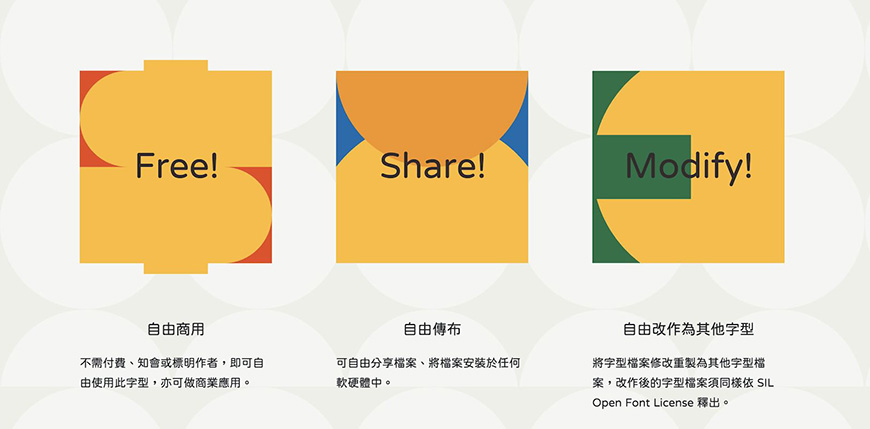 Free!
Share!
Modify!
自由商用
不需付費、知會或標明作者，即可自
由使用此字型，亦可做商業應用。
自由傳布
可自由分享檔案、將檔案安裝於任何
軟硬體中。
自由改作為其他字型
將字型檔案修改重製為其他字型檔
案，改作後的字型檔案須同樣依 SIL
Open Font License 釋出。